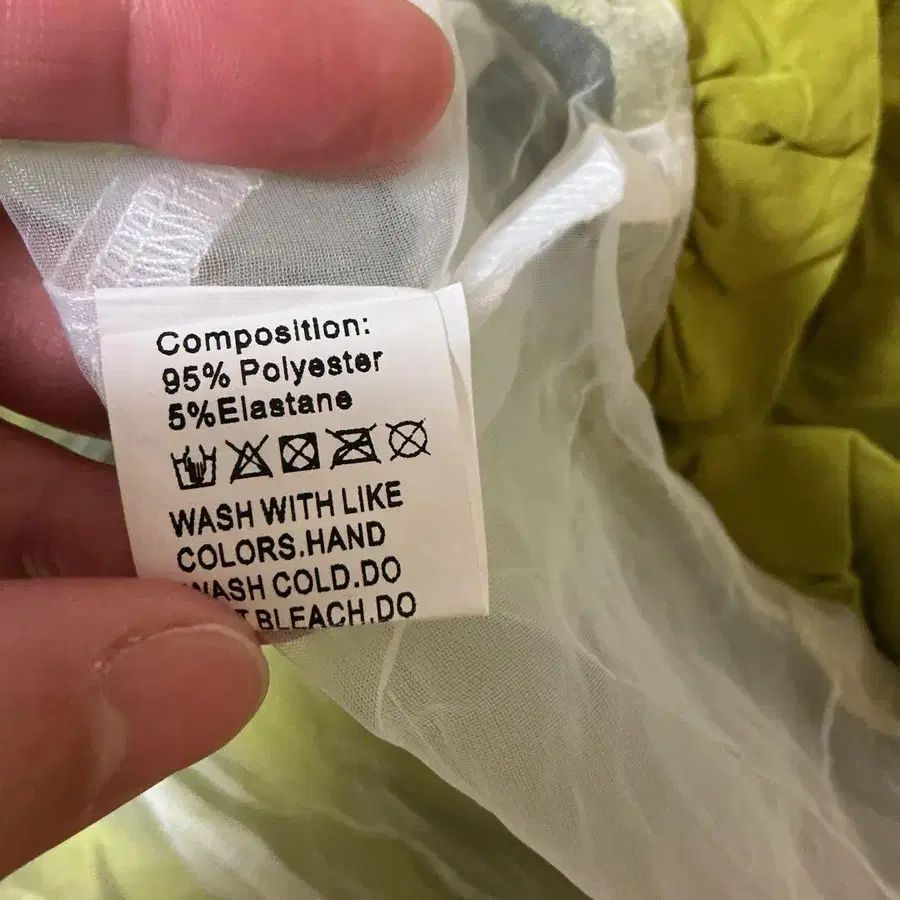 Composition:
95% Polyester
5%Elastane
WASH WITH LIKE
COLORS.HAND
WASH COLD.DO
BLEACH.DO